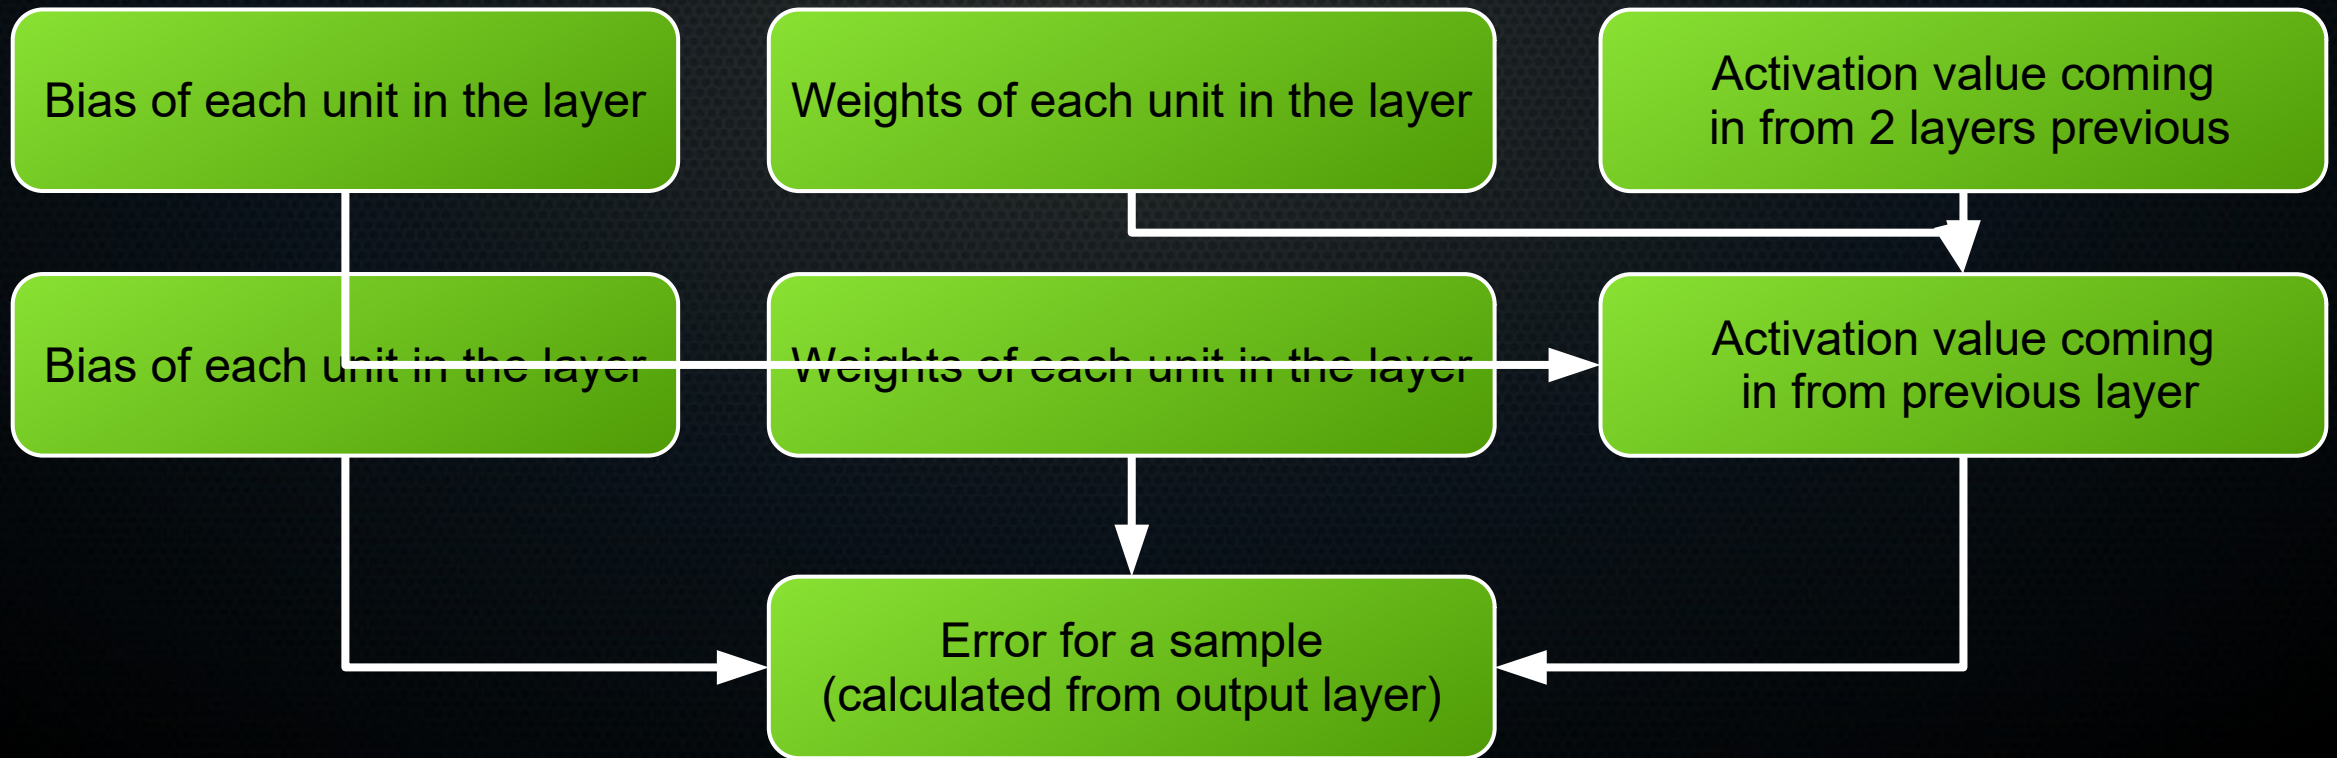 Bias of each unit in the layer
Weights of each unit in the layer
Activation value coming
in from 2 layers previous
Bias of each unit in the layer
Weights of each unit in the layer
Activation value coming
in from previous layer
Error for a sample
(calculated from output layer)